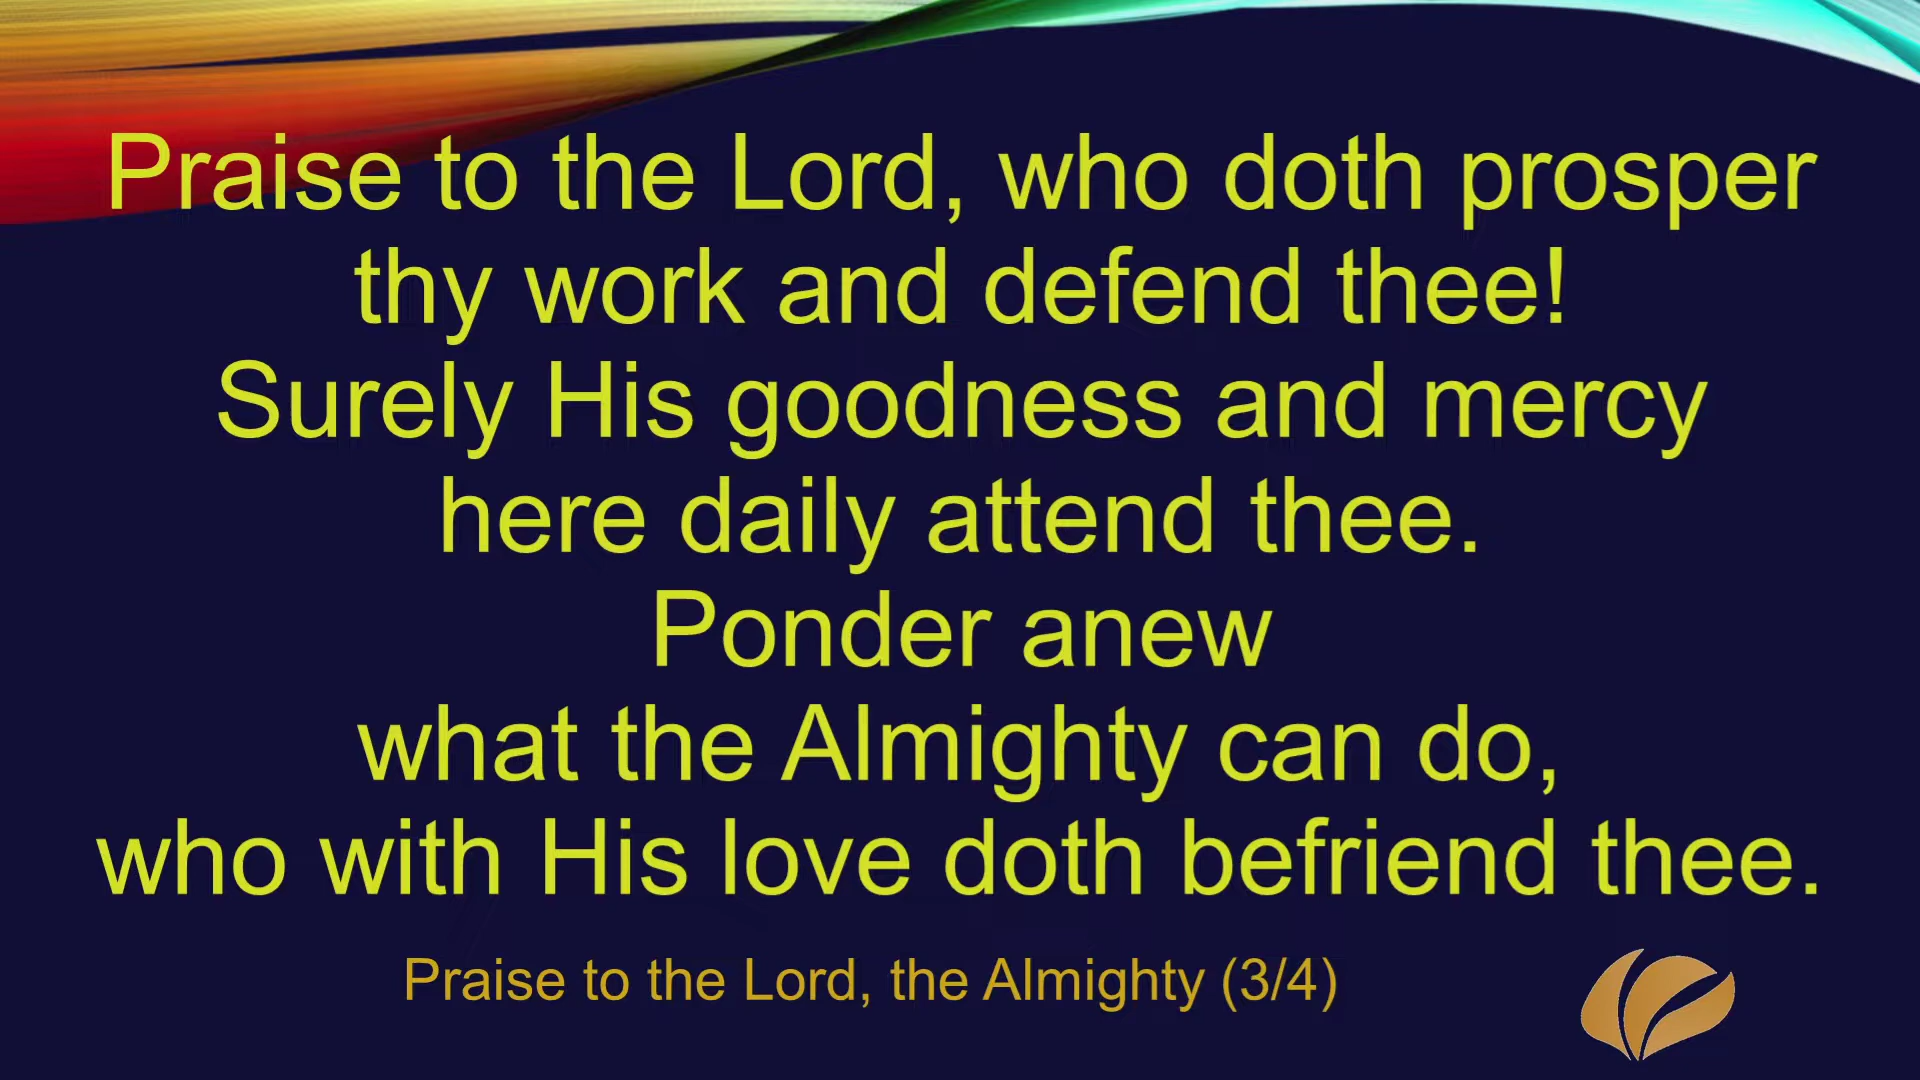 Praise to the Lord, who doth prosper
thy work and defend thee!
Surely His goodness and mercy
here daily attend thee.
Ponder anew
what the Almighty can do,
who with His love doth befriend thee.
Praise to the Lord, the Almighty (3/4)